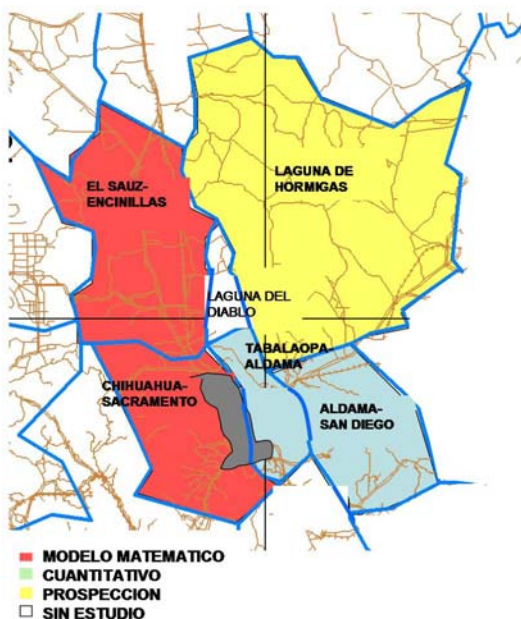 EL SAUZ-
ENCINILLAS
LAGUNA DE
HORMIGAS
LAGUNA DEL
DIABLO
TABALAOPA-
ALDAMA
CHIHUAHUA-
SACRAMENTO
ALDAMA-
SAN DIEGO
MODELO MATEMATICO
CUANTITATIVO
PROSPECCION
SIN ESTUDIO